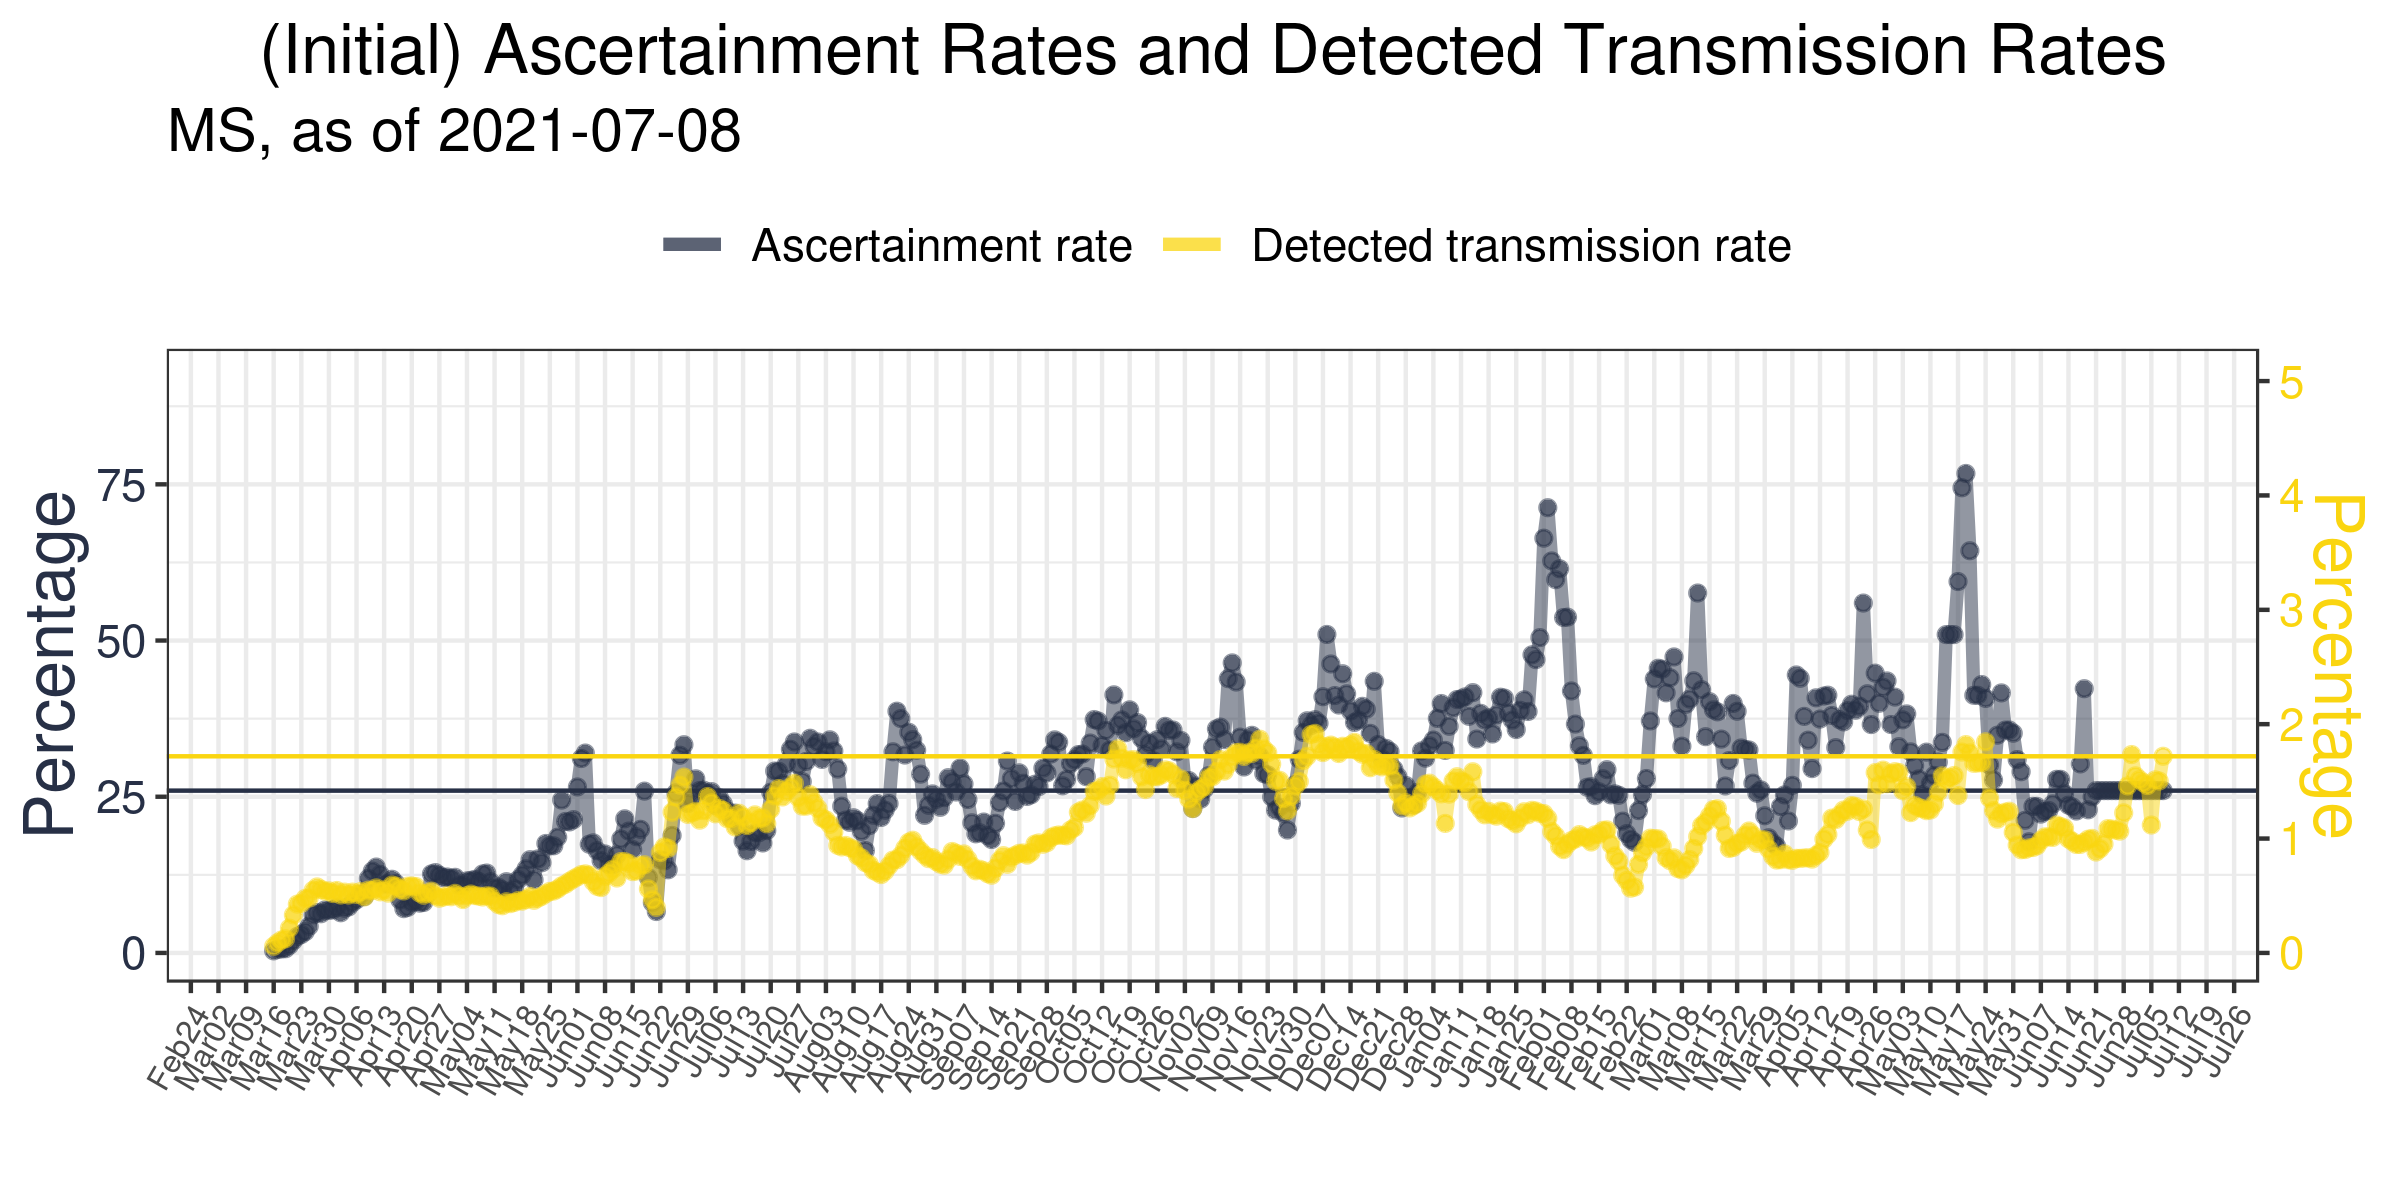 (Initial) Ascertainment Rates and Detected Transmission Rates
MS, as of 2021-07-08
Ascertainment rate
Detected transmission rate
Percentage
75
50
25
0
5
4
3
2
1
0
Percentage
Feb24
Mar02
Mar09
Mar16
Mar23
Mar30
Apr06
Apr13
Apr20
Apr27
May04
May11
May18
May25
Jun01
Jun08
Jun15
Jun22
Jun29
Jul06
Jul13
Jul20
Jul27
Aug03
Aug10
Aug17
Aug24
Aug31
Sep07
Sep14
Sep21
Sep28
Oct05
Oct12
Oct19
Oct26
Nov02
Nov09
Nov16
Nov23
Nov30
Dec07
Dec14
Dec21
Dec28
Jan04
Jan11
Jan18
Jan25
Feb01
Feb08
Feb15
Feb22
Mar01
Mar08
Mar15
Mar22
Mar29
Apr05
Apr12
Apr19
Apr26
May03
May10
May17
May24
May31
Jun07
Jun14
Jun21
Jun28
Jul05
Jul12
Jul19
Jul26